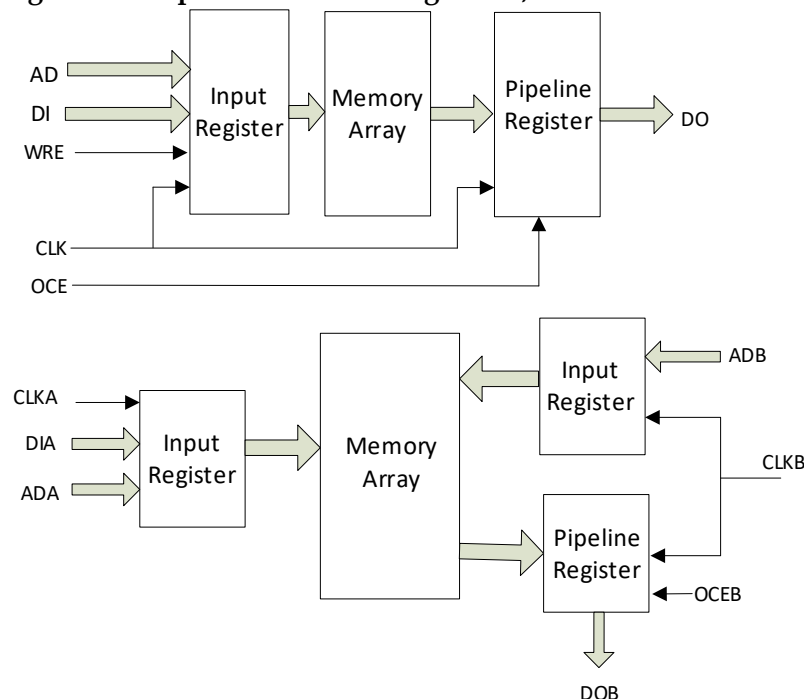 AD
DI
WRE
CLK
OCE
Input
Register
Memory
Array
Pipeline
Register
DO
CLKA
DIA
ADA
Input
Register
Memory
Array
Input
Register
ADB
CLKB
Pipeline
Register
OCEB
DOB